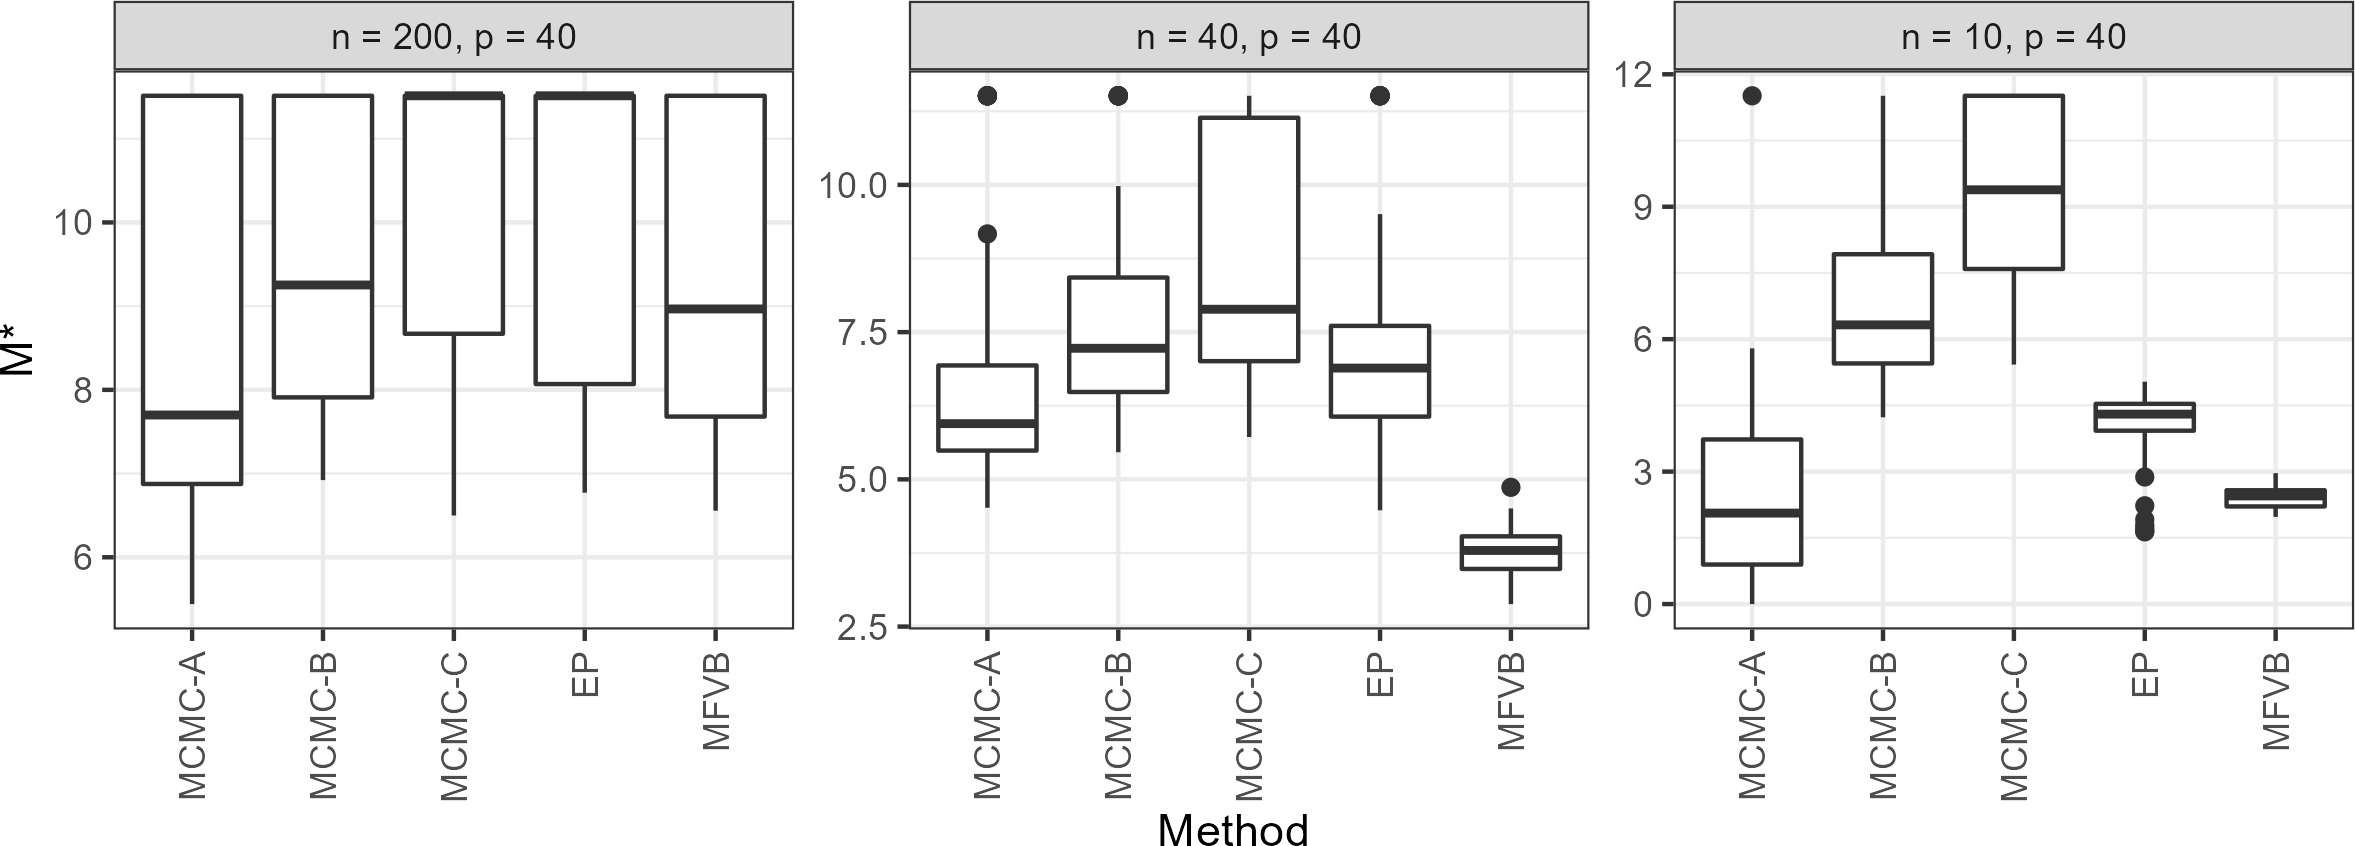 n = 200, p = 40
n = 40, p = 40
n = 10, p = 40
M*
10
8
6
10.0
7.5
5.0
2.5
12
9
6
3
0
MCMC-A
MCMC-B
MCMC-C
EP
MFVB
MCMC-A
MCMC-B
MCMC-C
EP
MFVB
MCMC-A
MCMC-B
MCMC-C
EP
MFVB
Method